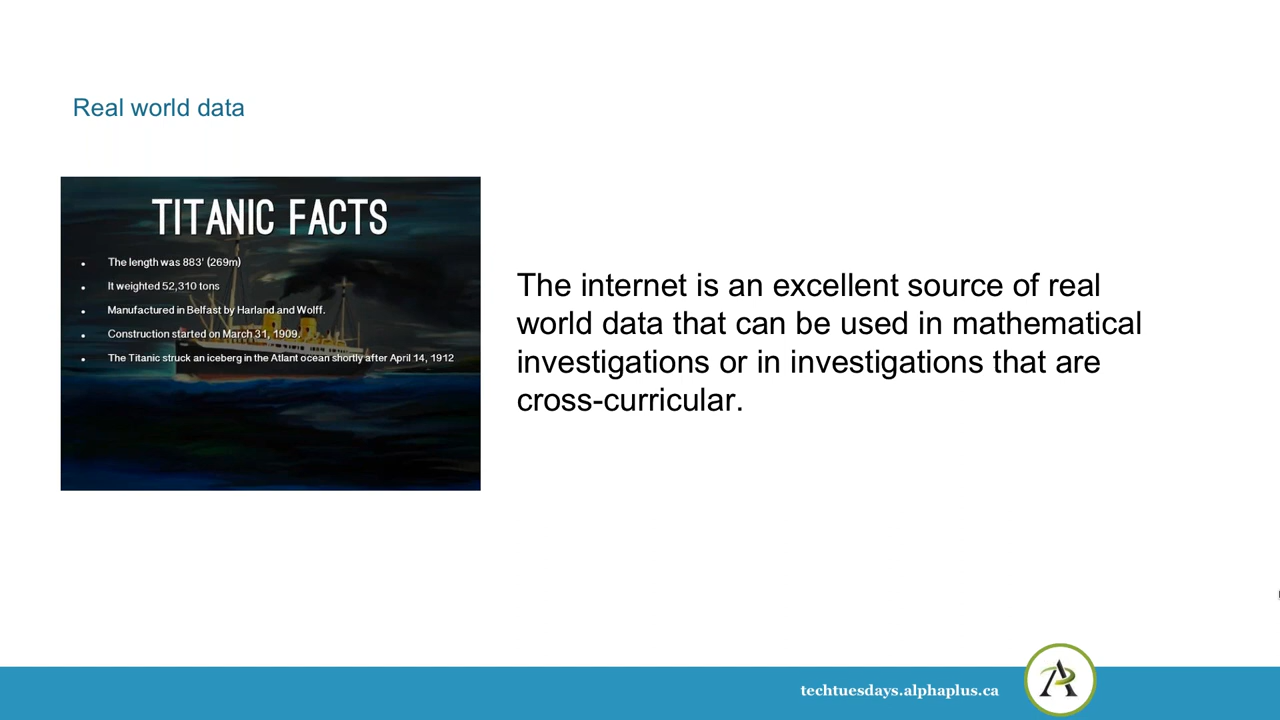 Real world data
TITANIC FACTS
• The length was 883' (269m)
• It weighted 52,310 tons
• Manufactured in Belfast by Harland and Wolff.
• Construction started on March 31, 1909.
• The Titanic struck an iceberg in the Atlant ocean shortly after April 14, 1912
The internet is an excellent source of real
world data that can be used in mathematical
investigations or in investigations that are
cross-curricular.
techtuesdays.alphaplus.ca